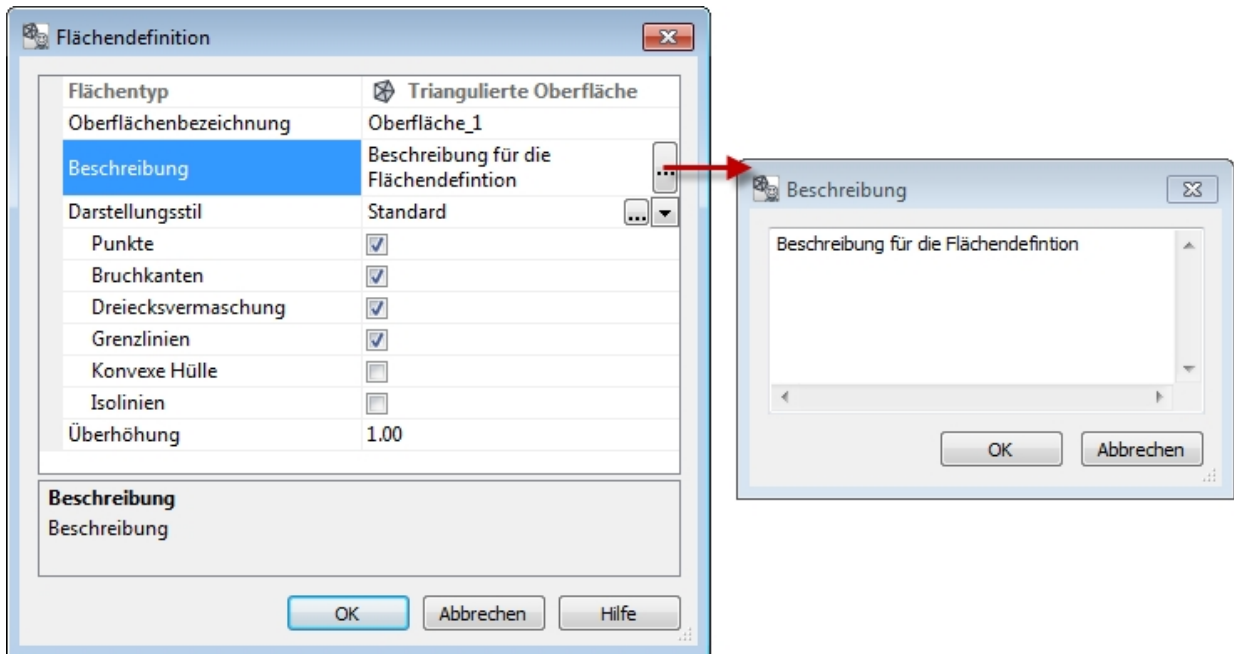 Flächendefinition
Flächentyp Triangulierte Oberfläche
Oberflächenbezeichnung Oberfläche_1
Beschreibung Beschreibung für die
Flächendefintion ...
Darstellungsstil Standard ...
Punkte
Bruchkanten
Dreiecksvermaschung
Grenzlinien
Konvexe Hülle
Isolinien
Überhöhung 1.00
Beschreibung
Beschreibung
OK Abbrechen Hilfe
Beschreibung
Beschreibung für die Flächendefintion
OK Abbrechen